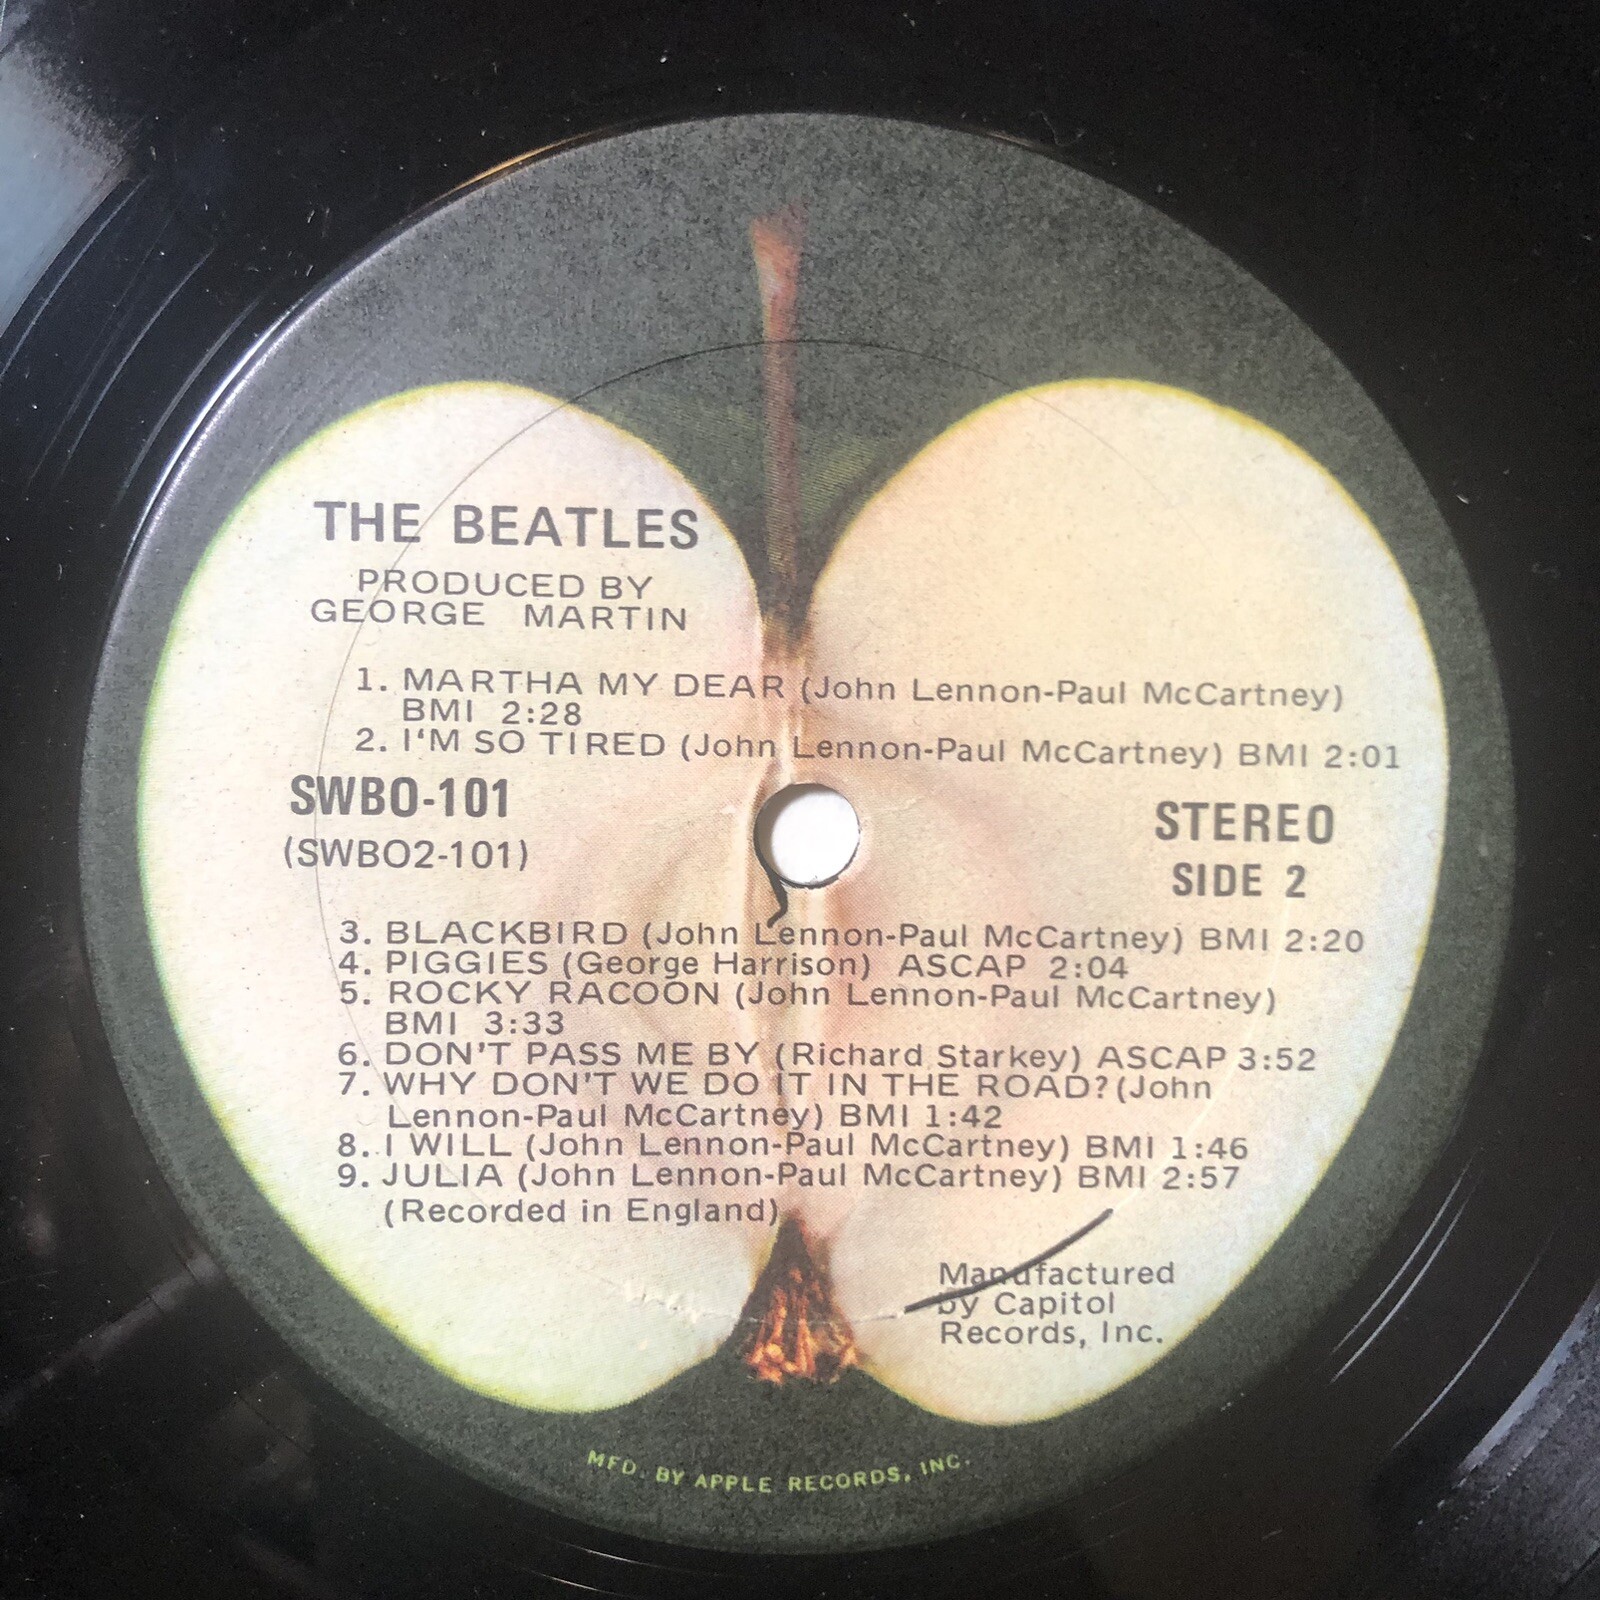 THE BEATLES
PRODUCED BY
GEORGE MARTIN
1. MARTHA MY DEAR (John Lennon-Paul McCartney)
BMI 2:28
2. I'M SO TIRED (John Lennon-Paul McCartney) BMI 2:01
SWBO-101
(SWBO2-101)
STEREO
SIDE 2
3. BLACKBIRD (John Lennon-Paul McCartney) BMI 2:20
4. PIGGIES (George Harrison) ASCAP 2:04
5. ROCKY RACOON (John Lennon-Paul McCartney)
BMI 3:33
6. DON'T PASS ME BY (Richard Starkey) ASCAP 3:52
7. WHY DON'T WE DO IT IN THE ROAD? (John
Lennon-Paul McCartney) BMI 1:42
8. I WILL (John Lennon-Paul McCartney) BMI 1:46
9. JULIA (John Lennon-Paul McCartney) BMI 2:57
(Recorded in England)
Manufactured
by Capitol
Records, Inc.
MFD. BY APPLE RECORDS, INC.